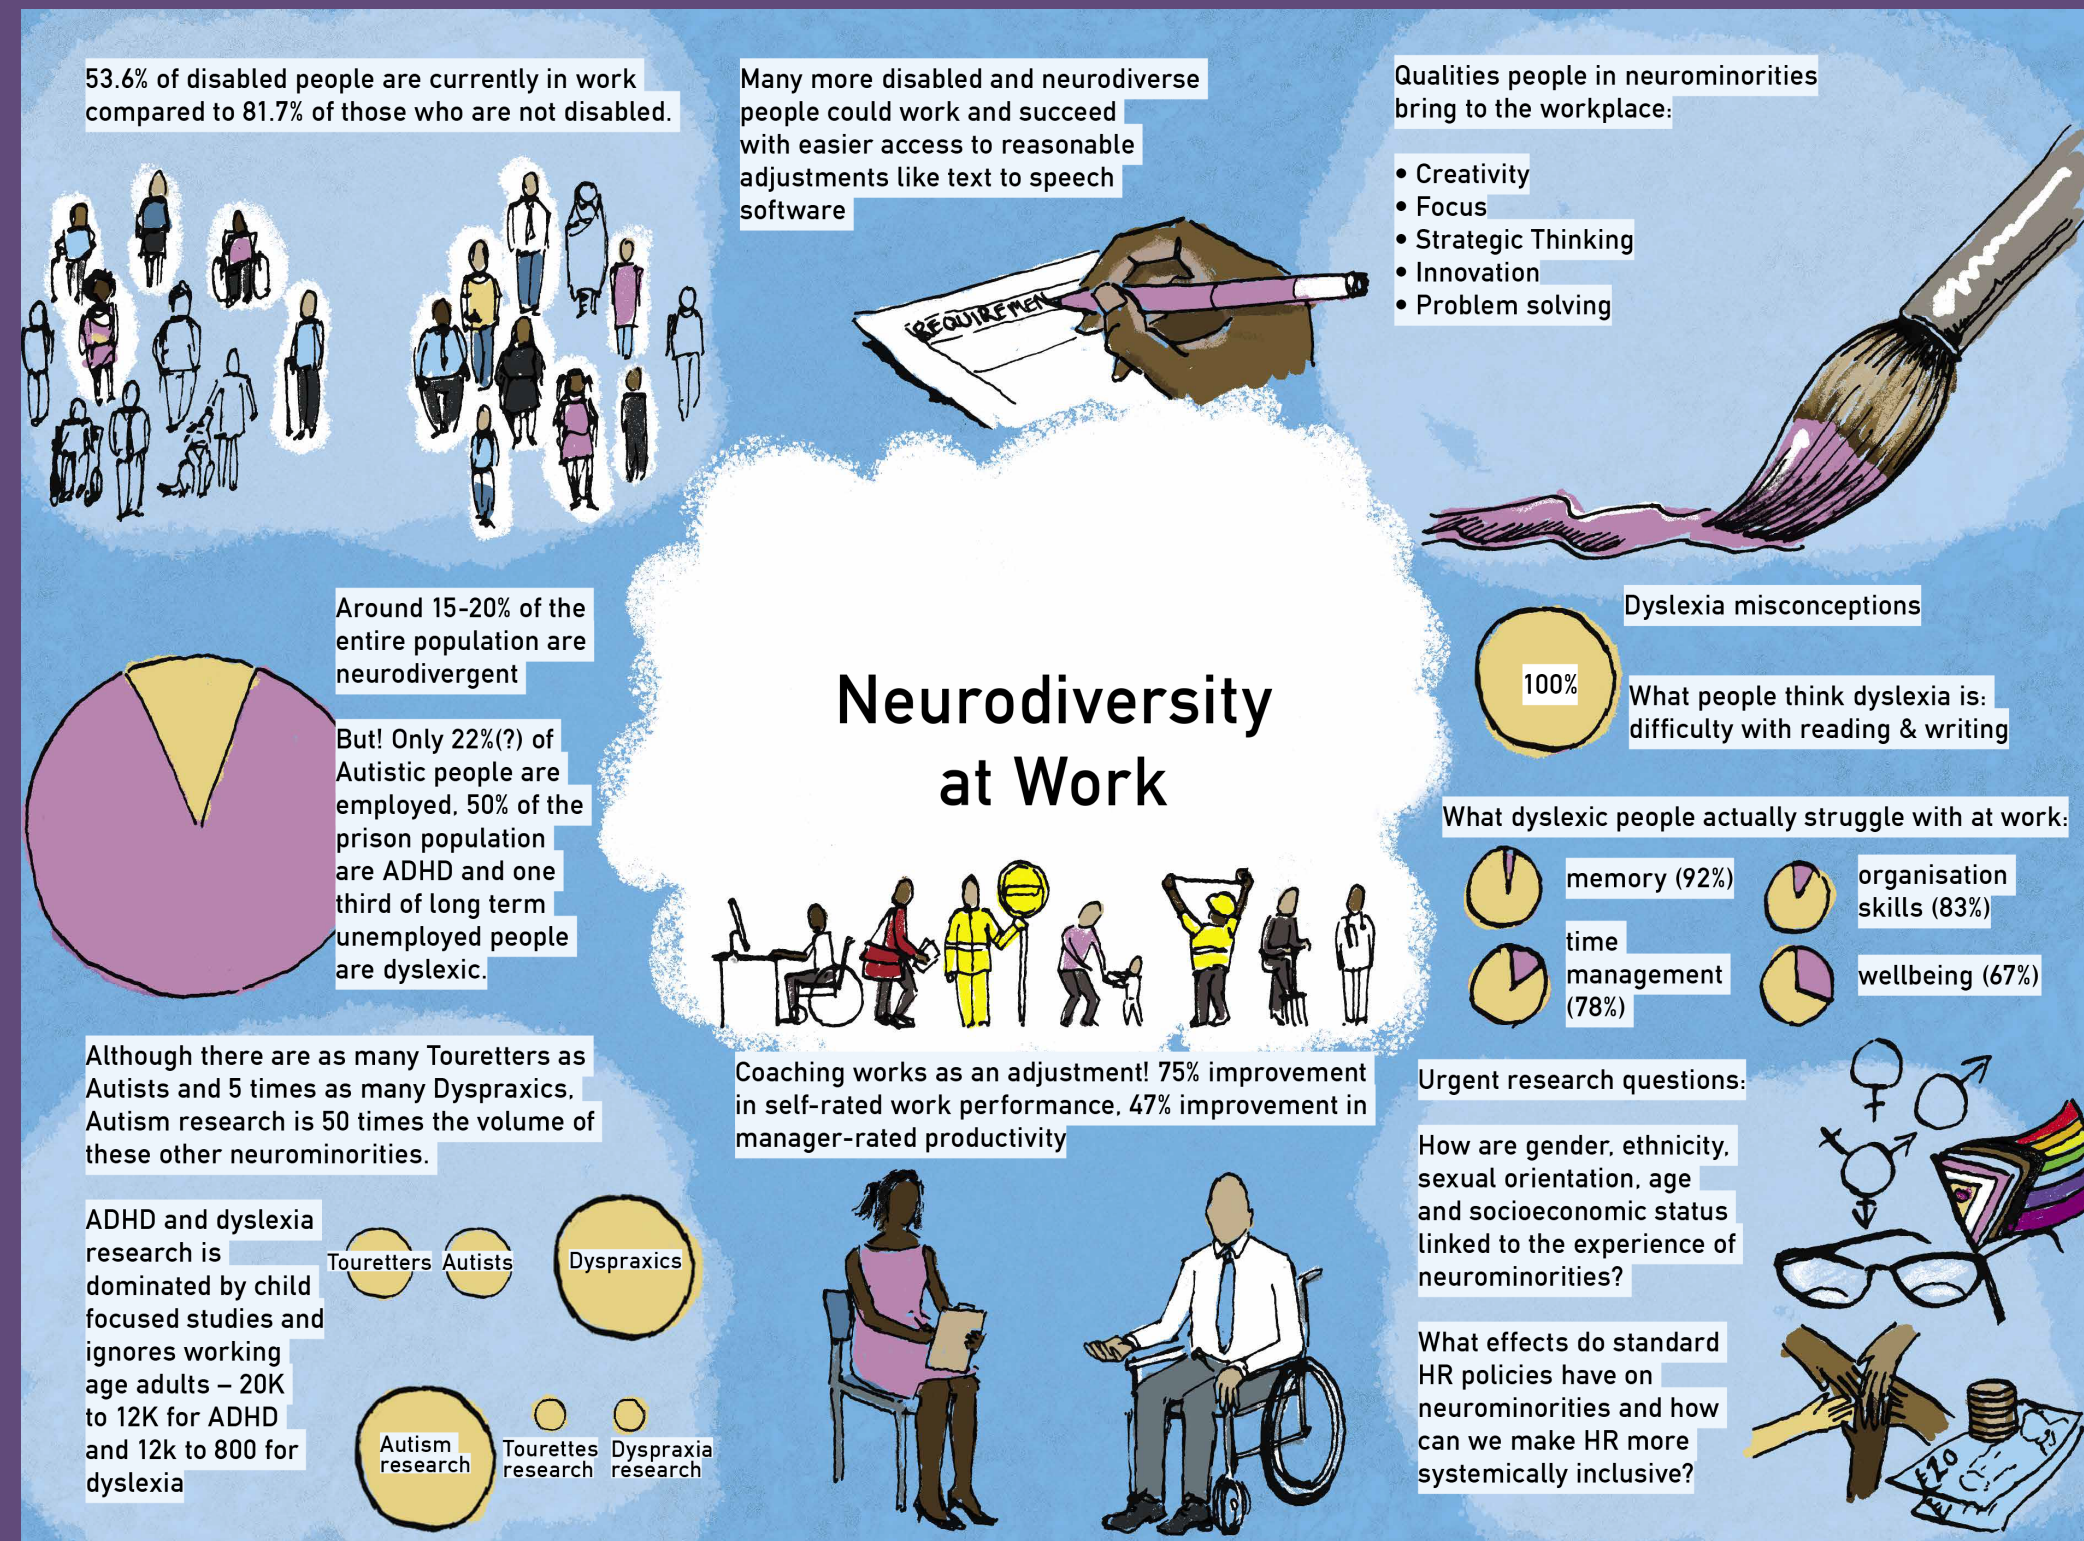 53.6% of disabled people are currently in work
compared to 81.7% of those who are not disabled.
Many more disabled and neurodiverse
people could work and succeed
with easier access to reasonable
adjustments like text to speech
software
REQUIREMEN
Qualities people in neurominorities
bring to the workplace:
• Creativity
• Focus
• Strategic Thinking
• Innovation
• Problem solving
Around 15-20% of the
entire population are
neurodivergent
But! Only 22%(?) of
Autistic people are
employed, 50% of the
prison population
are ADHD and one
third of long term
unemployed people
are dyslexic.
Neurodiversity
at Work
Dyslexia misconceptions
100%
What people think dyslexia is:
difficulty with reading & writing
What dyslexic people actually struggle with at work:
memory (92%)
organisation
skills (83%)
time
management
(78%)
wellbeing (67%)
Although there are as many Touretters as
Autists and 5 times as many Dyspraxics,
Autism research is 50 times the volume of
these other neurominorities.
ADHD and dyslexia
research is
dominated by child
focused studies and
ignores working
age adults – 20K
to 12K for ADHD
and 12k to 800 for
dyslexia
Touretters
Autists
Dyspraxics
Autism
research
Tourettes
research
Dyspraxia
research
Coaching works as an adjustment! 75% improvement
in self-rated work performance, 47% improvement in
manager-rated productivity
Urgent research questions:
How are gender, ethnicity,
sexual orientation, age
and socioeconomic status
linked to the experience of
neurominorities?
What effects do standard
HR policies have on
neurominorities and how
can we make HR more
systemically inclusive?
£20